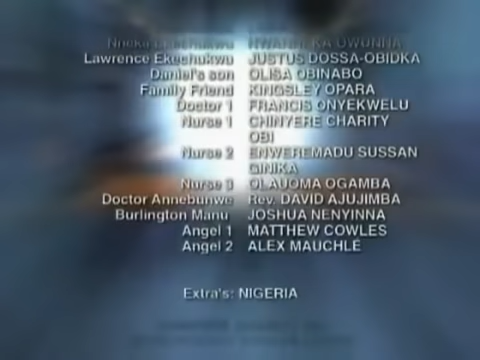 Lawrence Ekechukwu JUSTUS DOSSA-OBIDKA
Daniel's son OLISA OBINABO
Family Friend KINGSLEY OPARA
Doctor 1 FRANCIS ONYEKWELU
Nurse 1 CHINYERE CHARITY
OBI
Nurse 2 ENWEREMADU SUSSAN
GINIKA
Nurse 3 OLAUOMA OGAMBA
Doctor Annebunwe Rev. DAVID AJUJIMBA
Burlington Manu JOSHUA NENYINNA
Angel 1 MATTHEW COWLES
Angel 2 ALEX MAUCHLÉ
Extra's: NIGERIA